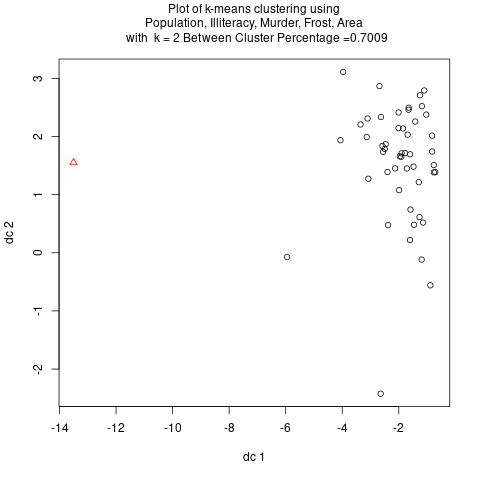 Plot of k-means clustering using
Population, Illiteracy, Murder, Frost, Area
with k = 2 Between Cluster Percentage =0.7009
3
2
1
0
-1
-2
dc 2
-14 -12 -10 -8 -6 -4 -2
dc 1